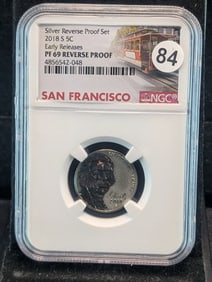 Silver Reverse Proof Set
2018 S 5C
Early Releases
PF 69 REVERSE PROOF
4856542-048
84
SAN FRANCISCO
NGC